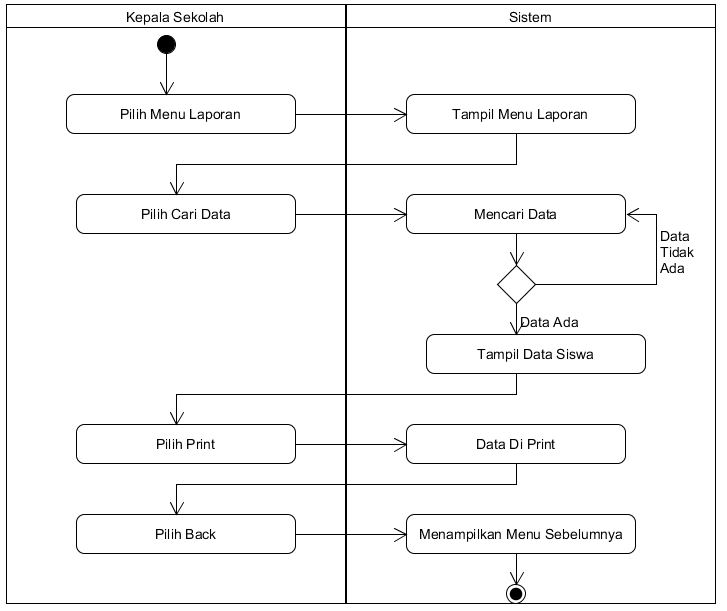 Kepala Sekolah
Sistem
Pilih Menu Laporan
Tampil Menu Laporan
Pilih Cari Data
Mencari Data
Data
Tidak
Ada
Data Ada
Tampil Data Siswa
Pilih Print
Data Di Print
Pilih Back
Menampilkan Menu Sebelumnya